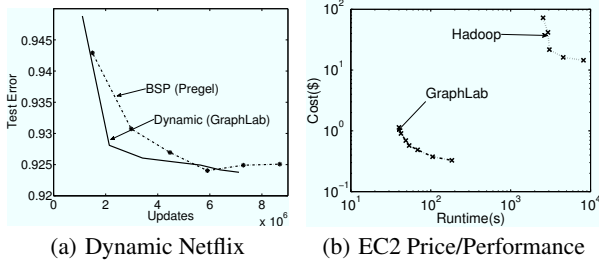 0.945
0.94
0.935
0.93
0.925
0.92
Test Error
BSP (Pregel)
Dynamic (GraphLab)
0 2 4 6 8
Updates
x 10^6
(a) Dynamic Netflix
10^2
10^1
10^0
10^-1
Cost($)
Hadoop
GraphLab
10^1 10^2 10^3 10^4
Runtime(s)
(b) EC2 Price/Performance